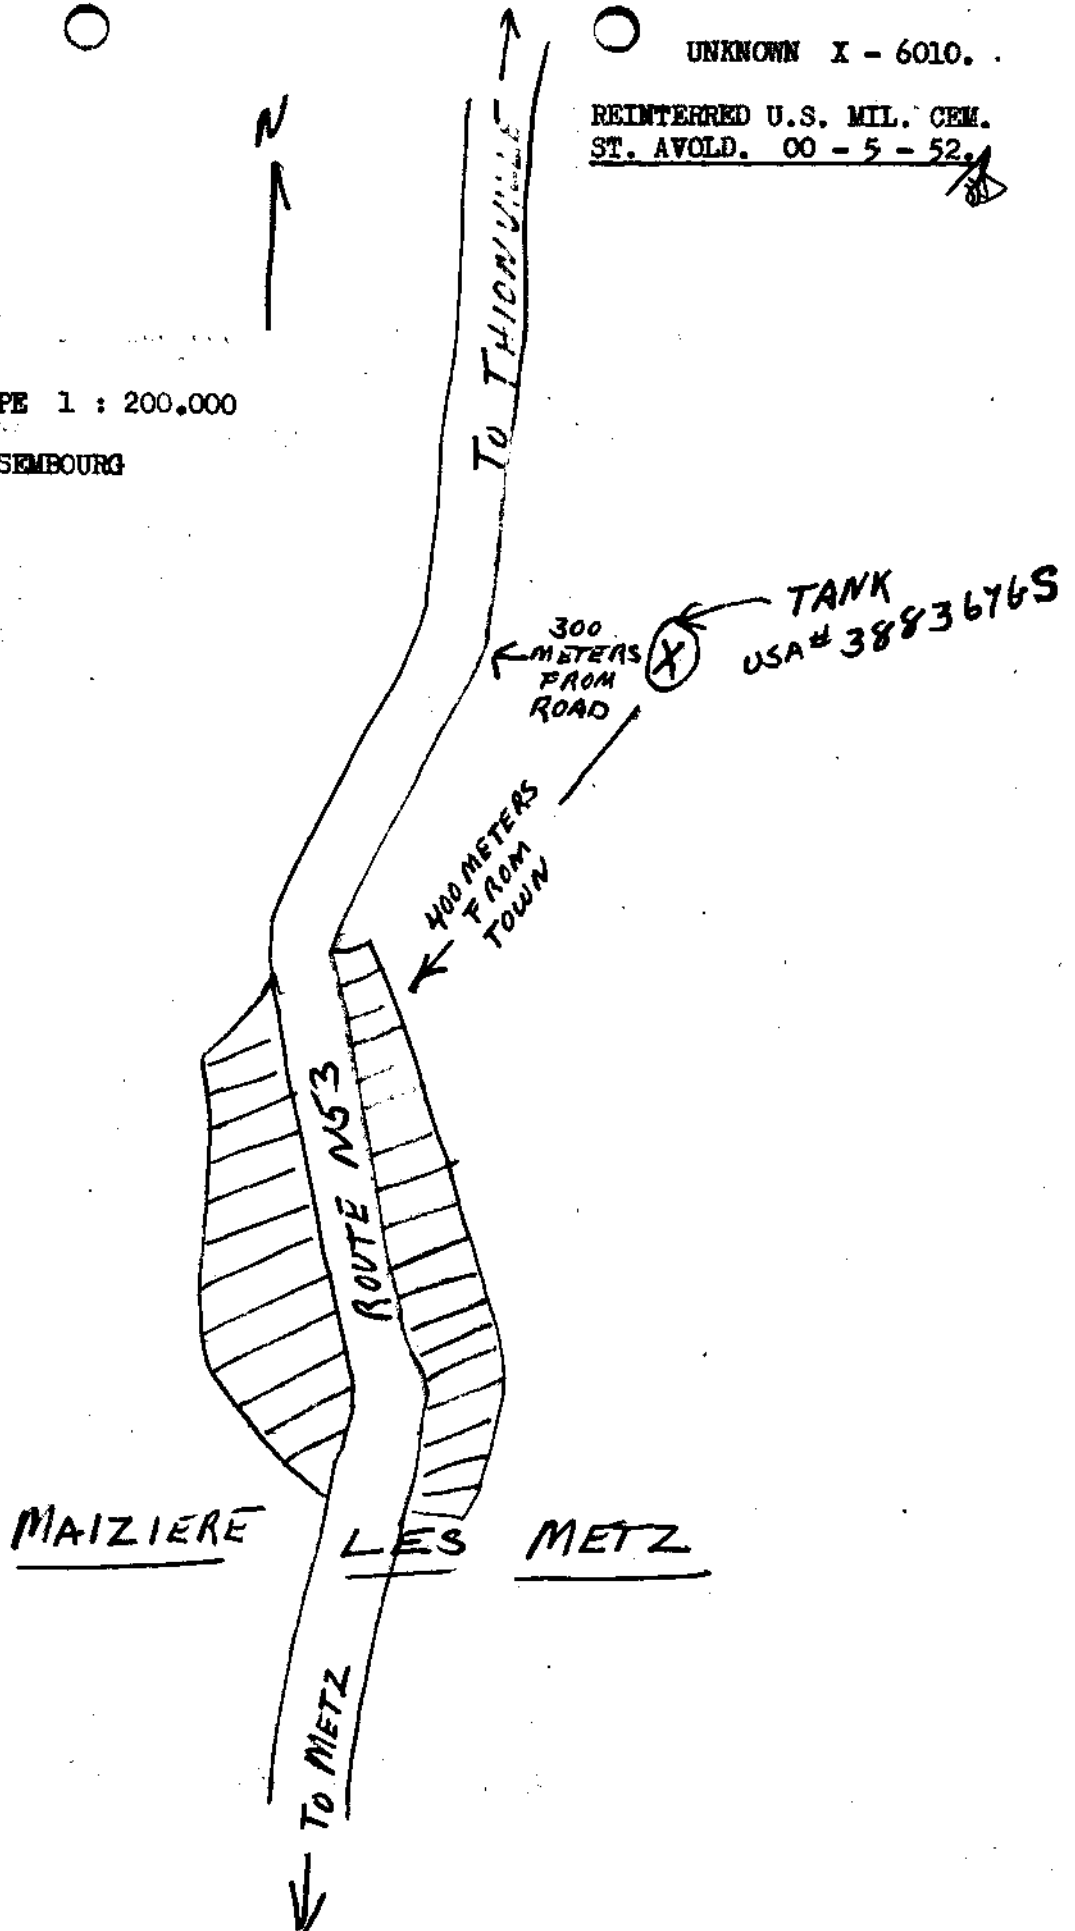 UNKNOWN X - 6010.
REINTERRED U.S. MIL. CEM.
ST. AVOLD. 00 - 5 - 52.
N
TO THIONVILLE
PE 1 : 200.000
SEMBOURG
TANK
USA# 38836765
300
METERS
FROM
ROAD
X
400 METERS
FROM
TOWN
ROUTE N53
MAIZIERE LES METZ
TO METZ